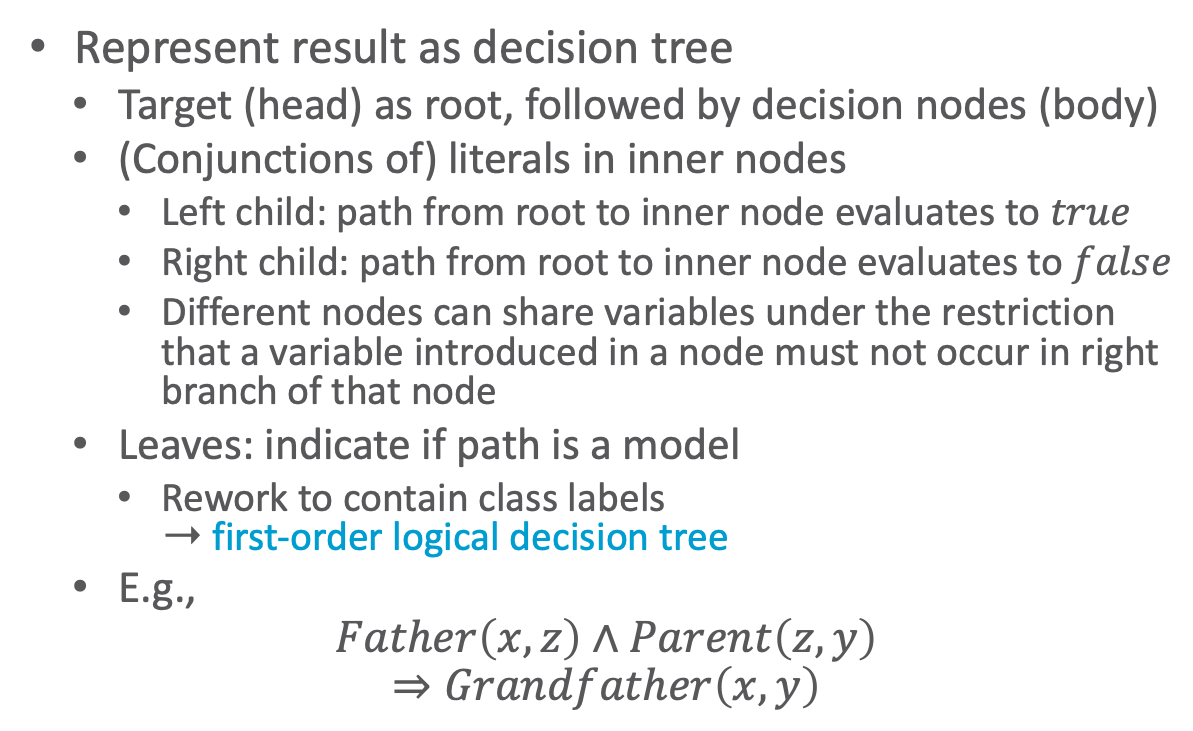 • Represent result as decision tree
• Target (head) as root, followed by decision nodes (body)
• (Conjunctions of) literals in inner nodes
• Left child: path from root to inner node evaluates to true
• Right child: path from root to inner node evaluates to false
• Different nodes can share variables under the restriction
that a variable introduced in a node must not occur in right
branch of that node
• Leaves: indicate if path is a model
• Rework to contain class labels
→ first-order logical decision tree
• E.g.,
Father(x, z) ∧ Parent(z, y)
⇒ Grandfather(x, y)